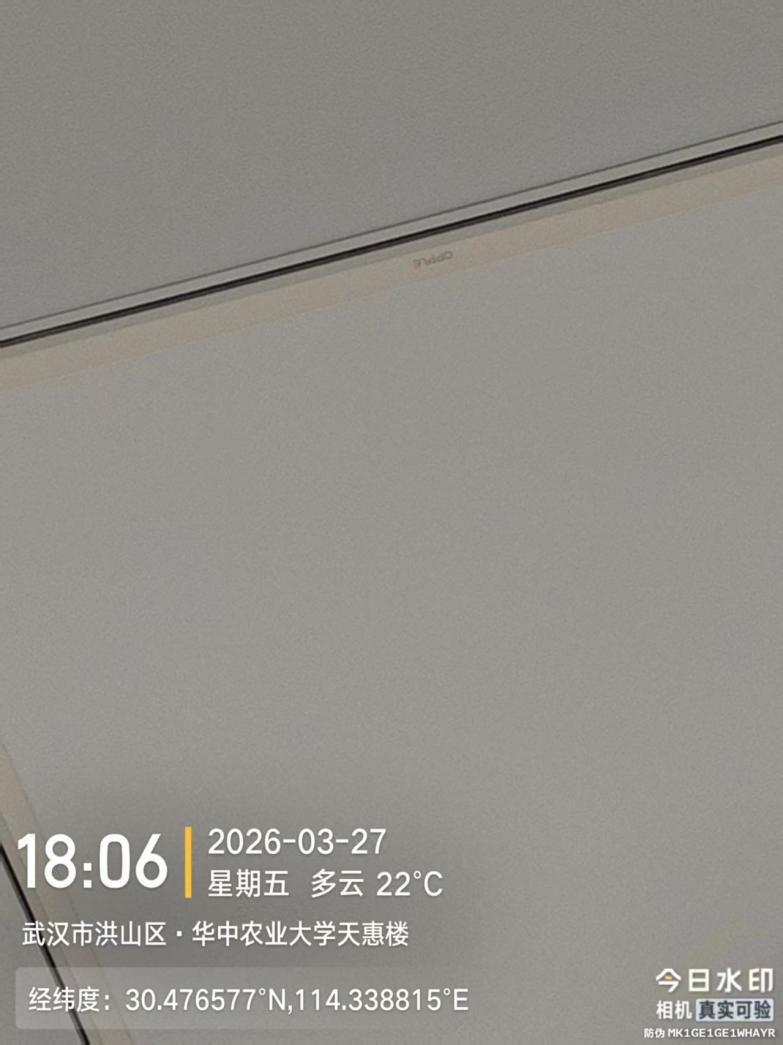 OPPLE
18:06
2026-03-27
星期五 多云 22°C
武汉市洪山区·华中农业大学天惠楼
经纬度：30.476577°N,114.338815°E
今日水印
相机 真实可验
防伪 MK1GE1GE1WHAYR